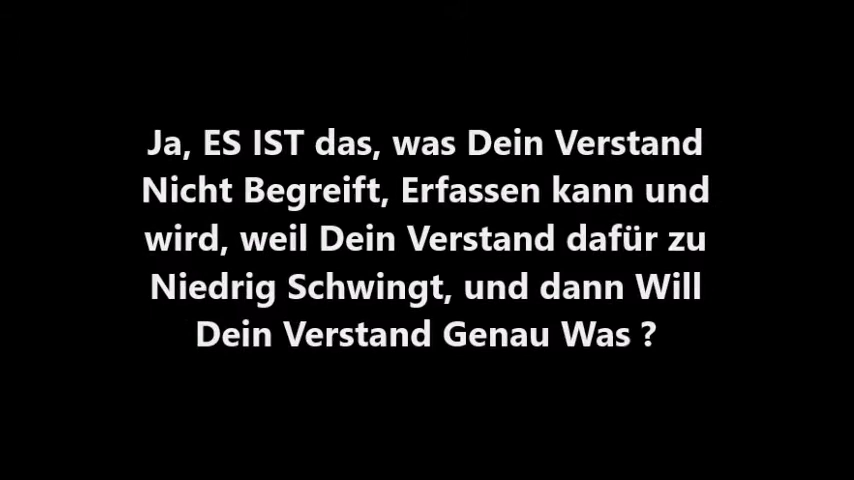 Ja, ES IST das, was Dein Verstand
Nicht Begreift, Erfassen kann und
wird, weil Dein Verstand dafür zu
Niedrig Schwingt, und dann Will
Dein Verstand Genau Was ?